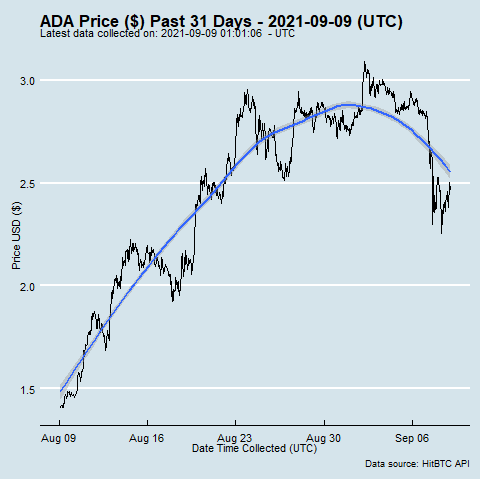 ADA Price ($) Past 31 Days - 2021-09-09 (UTC)
Latest data collected on: 2021-09-09 01:01:06 - UTC
3.0
2.5
2.0
1.5
Price USD ($)
Aug 09 Aug 16 Aug 23 Aug 30 Sep 06
Date Time Collected (UTC)
Data source: HitBTC API